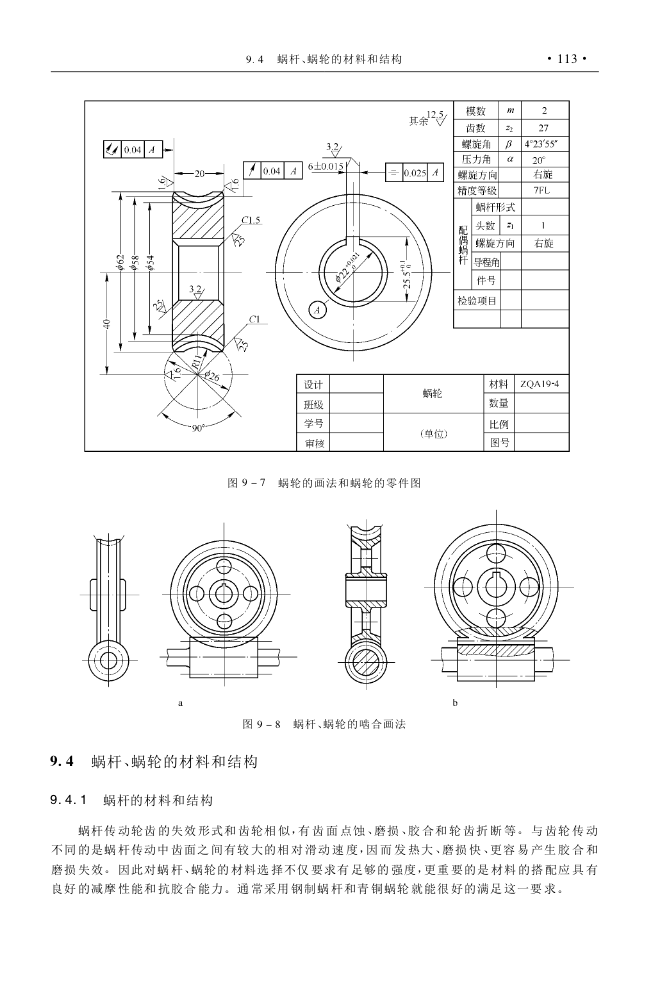 9.4 蜗杆、蜗轮的材料和结构
·113·
其余 12.5
模数 m 2
齿数 z₂ 27
螺旋角 β 4°23′55″
压力角 α 20°
螺旋方向 右旋
精度等级 7FL
配偶蜗杆
蜗杆形式
头数 z₁ 1
螺旋方向 右旋
导程角
件号
检验项目
0.04 A
20
1.6
1.6
0.04 A
3.2
6±0.015
0.025 A
C1.5
25
φ62
φ58
φ54
3.2
25
C1
25
40
R11
φ26
1.6
90°
φ22 +0.021 0
25.5 +0.1 0
A
设计
班级
学号
审核
蜗轮
(单位)
材料 ZQA19-4
数量
比例
图号
图 9-7 蜗轮的画法和蜗轮的零件图
a
b
图 9-8 蜗杆、蜗轮的啮合画法
9.4 蜗杆、蜗轮的材料和结构
9.4.1 蜗杆的材料和结构
蜗杆传动轮齿的失效形式和齿轮相似,有齿面点蚀、磨损、胶合和轮齿折断等。与齿轮传动
不同的是蜗杆传动中齿面之间有较大的相对滑动速度,因而发热大、磨损快、更容易产生胶合和
磨损失效。因此对蜗杆、蜗轮的材料选择不仅要求有足够的强度,更重要的是材料的搭配应具有
良好的减摩性能和抗胶合能力。通常采用钢制蜗杆和青铜蜗轮就能很好的满足这一要求。